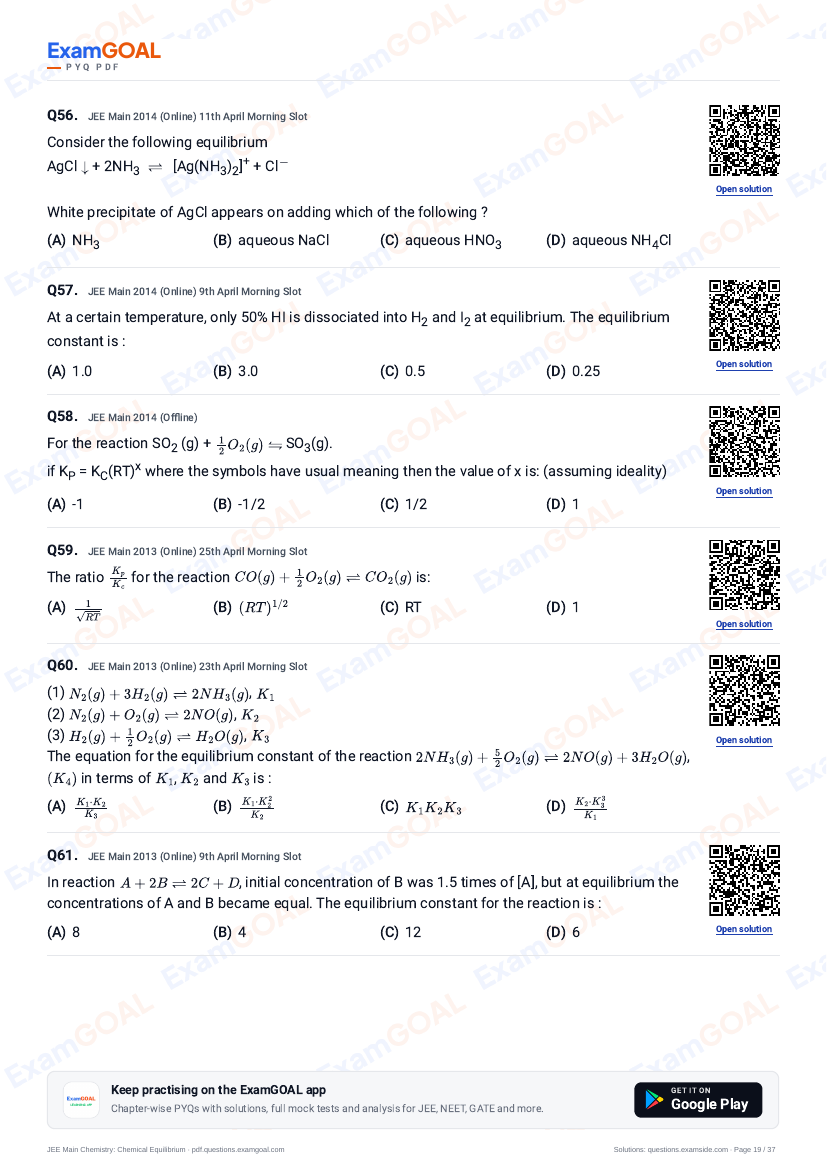 ExamGOAL
PYQ PDF
Q56. JEE Main 2014 (Online) 11th April Morning Slot
Consider the following equilibrium
AgCl ↓ + 2NH₃ ⇌ [Ag(NH₃)₂]⁺ + Cl⁻
White precipitate of AgCl appears on adding which of the following ?
(A) NH₃ (B) aqueous NaCl (C) aqueous HNO₃ (D) aqueous NH₄Cl
Open solution
Q57. JEE Main 2014 (Online) 9th April Morning Slot
At a certain temperature, only 50% HI is dissociated into H₂ and I₂ at equilibrium. The equilibrium
constant is :
(A) 1.0 (B) 3.0 (C) 0.5 (D) 0.25
Open solution
Q58. JEE Main 2014 (Offline)
For the reaction SO₂ (g) + 1/2 O₂(g) ⇋ SO₃(g).
if K_P = K_C(RT)ˣ where the symbols have usual meaning then the value of x is: (assuming ideality)
(A) -1 (B) -1/2 (C) 1/2 (D) 1
Open solution
Q59. JEE Main 2013 (Online) 25th April Morning Slot
The ratio K_p/K_c for the reaction CO(g) + 1/2 O₂(g) ⇌ CO₂(g) is:
(A) 1/√RT (B) (RT)^1/2 (C) RT (D) 1
Open solution
Q60. JEE Main 2013 (Online) 23th April Morning Slot
(1) N₂(g) + 3H₂(g) ⇌ 2NH₃(g), K₁
(2) N₂(g) + O₂(g) ⇌ 2NO(g), K₂
(3) H₂(g) + 1/2 O₂(g) ⇌ H₂O(g), K₃
The equation for the equilibrium constant of the reaction 2NH₃(g) + 5/2 O₂(g) ⇌ 2NO(g) + 3H₂O(g),
(K₄) in terms of K₁, K₂ and K₃ is :
(A) K₁·K₂/K₃ (B) K₁·K₃²/K₂ (C) K₁K₂K₃ (D) K₂·K₃³/K₁
Open solution
Q61. JEE Main 2013 (Online) 9th April Morning Slot
In reaction A + 2B ⇌ 2C + D, initial concentration of B was 1.5 times of [A], but at equilibrium the
concentrations of A and B became equal. The equilibrium constant for the reaction is :
(A) 8 (B) 4 (C) 12 (D) 6
Open solution
Keep practising on the ExamGOAL app
Chapter-wise PYQs with solutions, full mock tests and analysis for JEE, NEET, GATE and more.
GET IT ON
Google Play
JEE Main Chemistry: Chemical Equilibrium · pdf.questions.examgoal.com
Solutions: questions.examside.com · Page 19 / 37